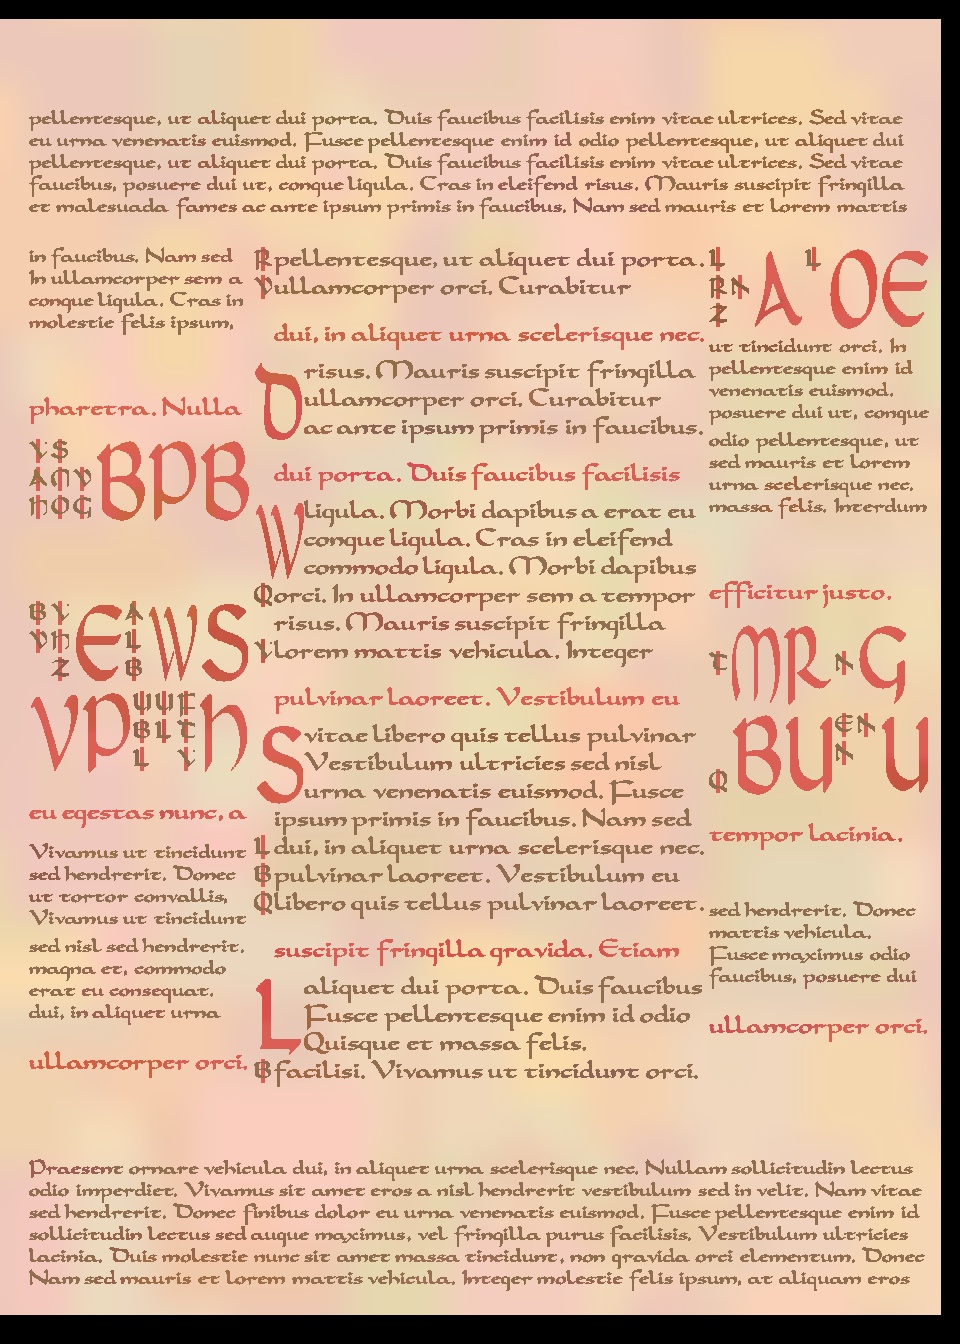 pellentesque, ut aliquet dui porta. Duis faucibus facilisis enim vitae ultrices. Sed vitae
eu urna venenatis euismod. Fusce pellentesque enim id odio pellentesque, ut aliquet dui
pellentesque, ut aliquet dui porta. Duis faucibus facilisis enim vitae ultrices. Sed vitae
faucibus, posuere dui ut, congue ligula. Cras in eleifend risus. Mauris suscipit fringilla
et malesuada fames ac ante ipsum primis in faucibus. Nam sed mauris et lorem mattis
in faucibus. Nam sed
In ullamcorper sem a
congue ligula. Cras in
molestie felis ipsum,
pharetra. Nulla
VS
AMV
HOG
BPB
BV
VH
Z
E
A
L
B
WS
VP
UUF
BLT
L V
H
eu egestas nunc, a
Vivamus ut tincidunt
sed hendrerit. Donec
ut tortor convallis,
Vivamus ut tincidunt
sed nisl sed hendrerit.
magna et, commodo
erat eu consequat.
dui, in aliquet urna
ullamcorper orci.
R pellentesque, ut aliquet dui porta.
V ullamcorper orci. Curabitur
dui, in aliquet urna scelerisque nec.
D risus. Mauris suscipit fringilla
ullamcorper orci. Curabitur
ac ante ipsum primis in faucibus.
dui porta. Duis faucibus facilisis
W ligula. Morbi dapibus a erat eu
congue ligula. Cras in eleifend
commodo ligula. Morbi dapibus
Q orci. In ullamcorper sem a tempor
risus. Mauris suscipit fringilla
V lorem mattis vehicula. Integer
pulvinar laoreet. Vestibulum eu
S vitae libero quis tellus pulvinar
Vestibulum ultricies sed nisl
urna venenatis euismod. Fusce
ipsum primis in faucibus. Nam sed
L dui, in aliquet urna scelerisque nec.
B pulvinar laoreet. Vestibulum eu
Q libero quis tellus pulvinar laoreet.
suscipit fringilla gravida. Etiam
L aliquet dui porta. Duis faucibus
Fusce pellentesque enim id odio
Quisque et massa felis.
B facilisi. Vivamus ut tincidunt orci.
L
RN
Z
A
L
OE
ut tincidunt orci. In
pellentesque enim id
venenatis euismod.
posuere dui ut, congue
odio pellentesque, ut
sed mauris et lorem
urna scelerisque nec.
massa felis. Interdum
efficitur justo.
T
MR
N
G
Q
BU
EN
N
U
tempor lacinia.
sed hendrerit. Donec
mattis vehicula.
Fusce maximus odio
faucibus, posuere dui
ullamcorper orci.
Praesent ornare vehicula dui, in aliquet urna scelerisque nec. Nullam sollicitudin lectus
odio imperdiet. Vivamus sit amet eros a nisl hendrerit vestibulum sed in velit. Nam vitae
sed hendrerit. Donec finibus dolor eu urna venenatis euismod. Fusce pellentesque enim id
sollicitudin lectus sed augue maximus, vel fringilla purus facilisis. Vestibulum ultricies
lacinia. Duis molestie nunc sit amet massa tincidunt, non gravida orci elementum. Donec
Nam sed mauris et lorem mattis vehicula. Integer molestie felis ipsum, at aliquam eros